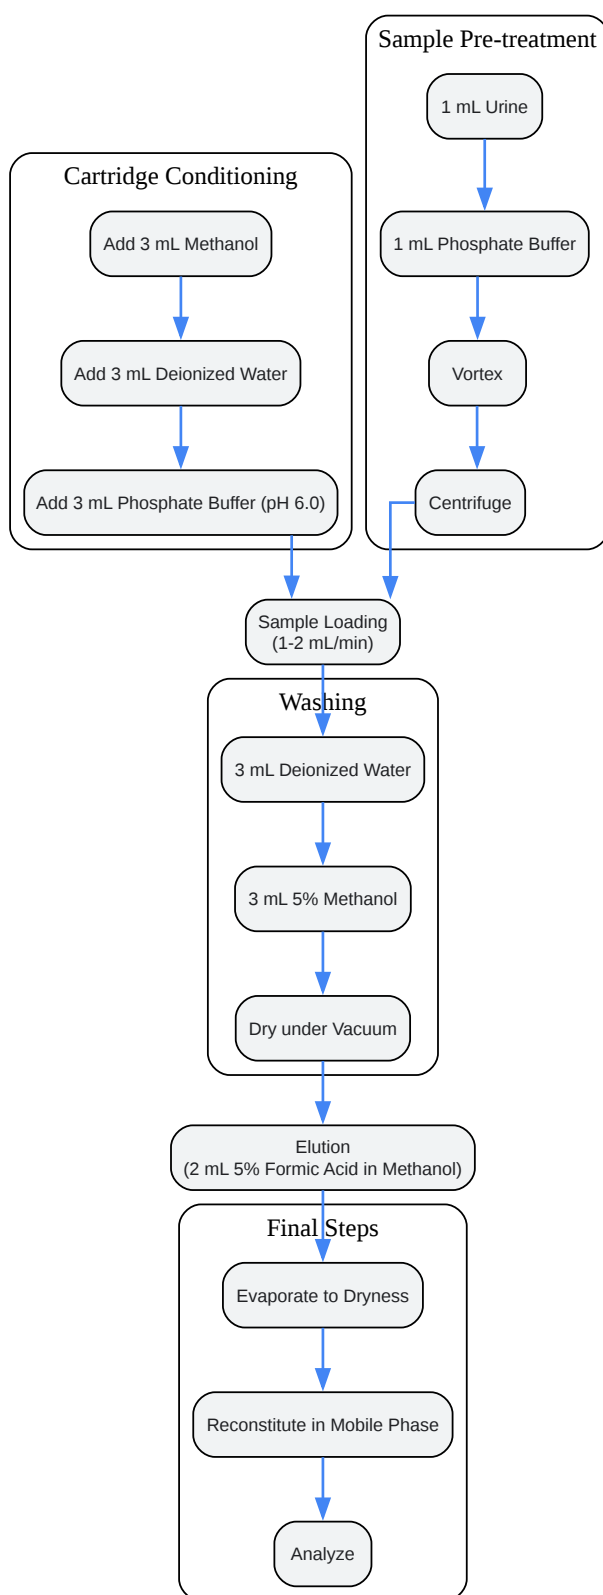 Sample Pre-treatment
1 mL Urine
1 mL Phosphate Buffer
Vortex
Centrifuge
Cartridge Conditioning
Add 3 mL Methanol
Add 3 mL Deionized Water
Add 3 mL Phosphate Buffer (pH 6.0)
Sample Loading
(1-2 mL/min)
Washing
3 mL Deionized Water
3 mL 5% Methanol
Dry under Vacuum
Elution
(2 mL 5% Formic Acid in Methanol)
Final Steps
Evaporate to Dryness
Reconstitute in Mobile Phase
Analyze